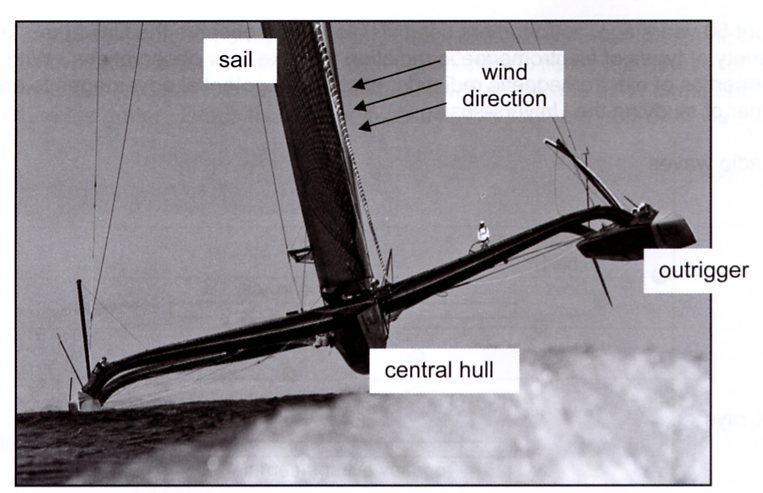 sail
wind
direction
outrigger
central hull